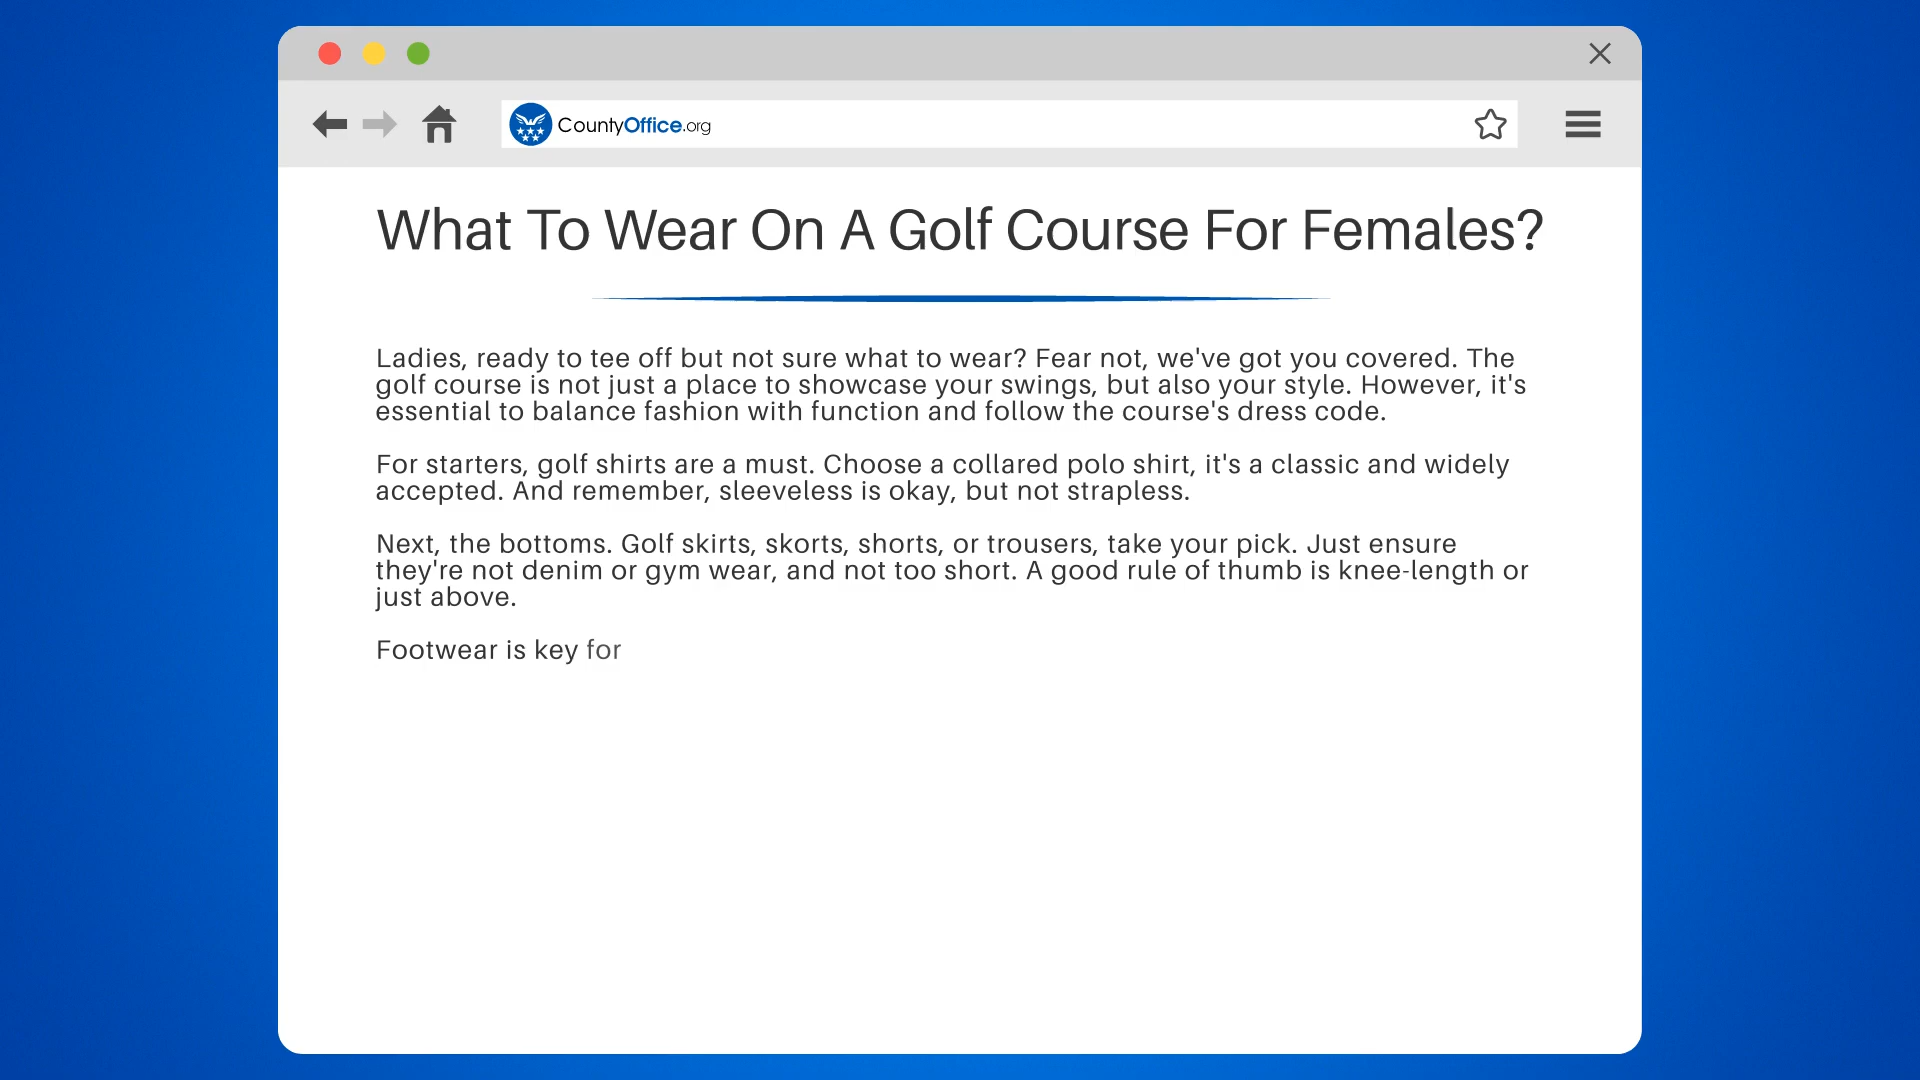 CountyOffice.org
What To Wear On A Golf Course For Females?
Ladies, ready to tee off but not sure what to wear? Fear not, we've got you covered. The
golf course is not just a place to showcase your swings, but also your style. However, it's
essential to balance fashion with function and follow the course's dress code.
For starters, golf shirts are a must. Choose a collared polo shirt, it's a classic and widely
accepted. And remember, sleeveless is okay, but not strapless.
Next, the bottoms. Golf skirts, skorts, shorts, or trousers, take your pick. Just ensure
they're not denim or gym wear, and not too short. A good rule of thumb is knee-length or
just above.
Footwear is key for